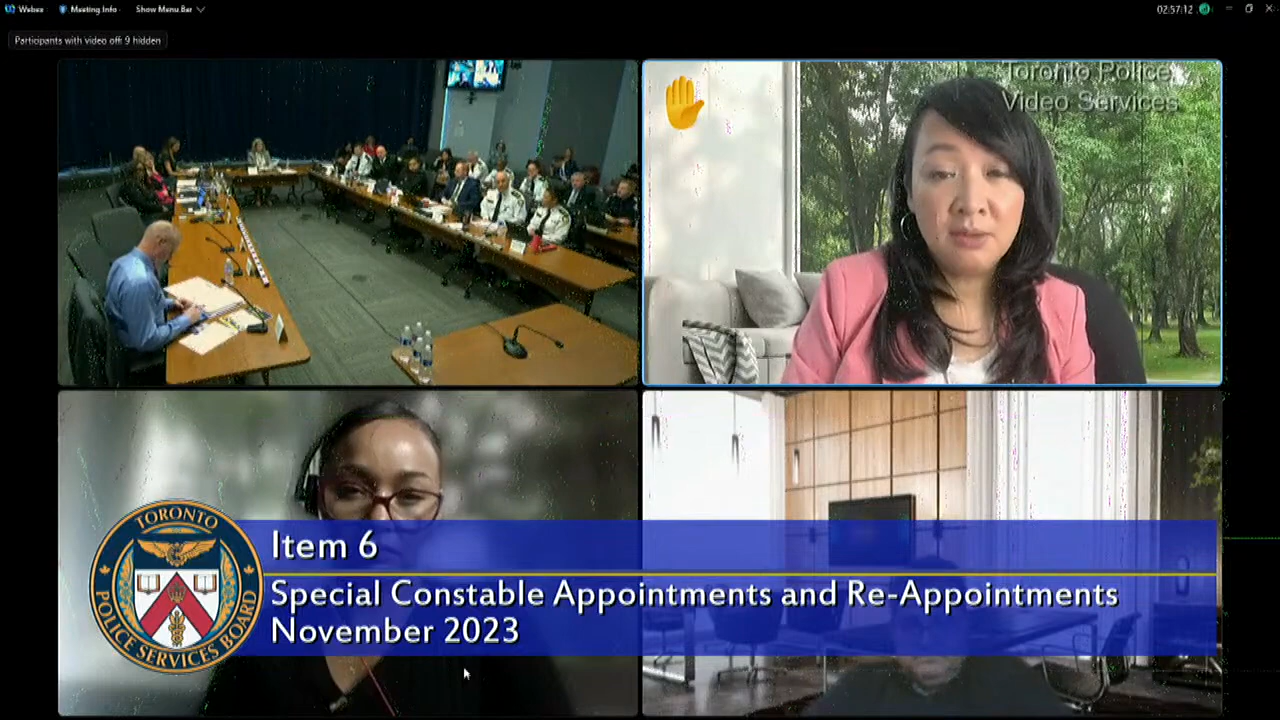 Webex
Meeting Info
Show Menu Bar
02:57:12
Participants with video off: 9 hidden
Toronto Police
Video Services
Item 6
Special Constable Appointments and Re-Appointments
November 2023
TORONTO
POLICE SERVICES BOARD